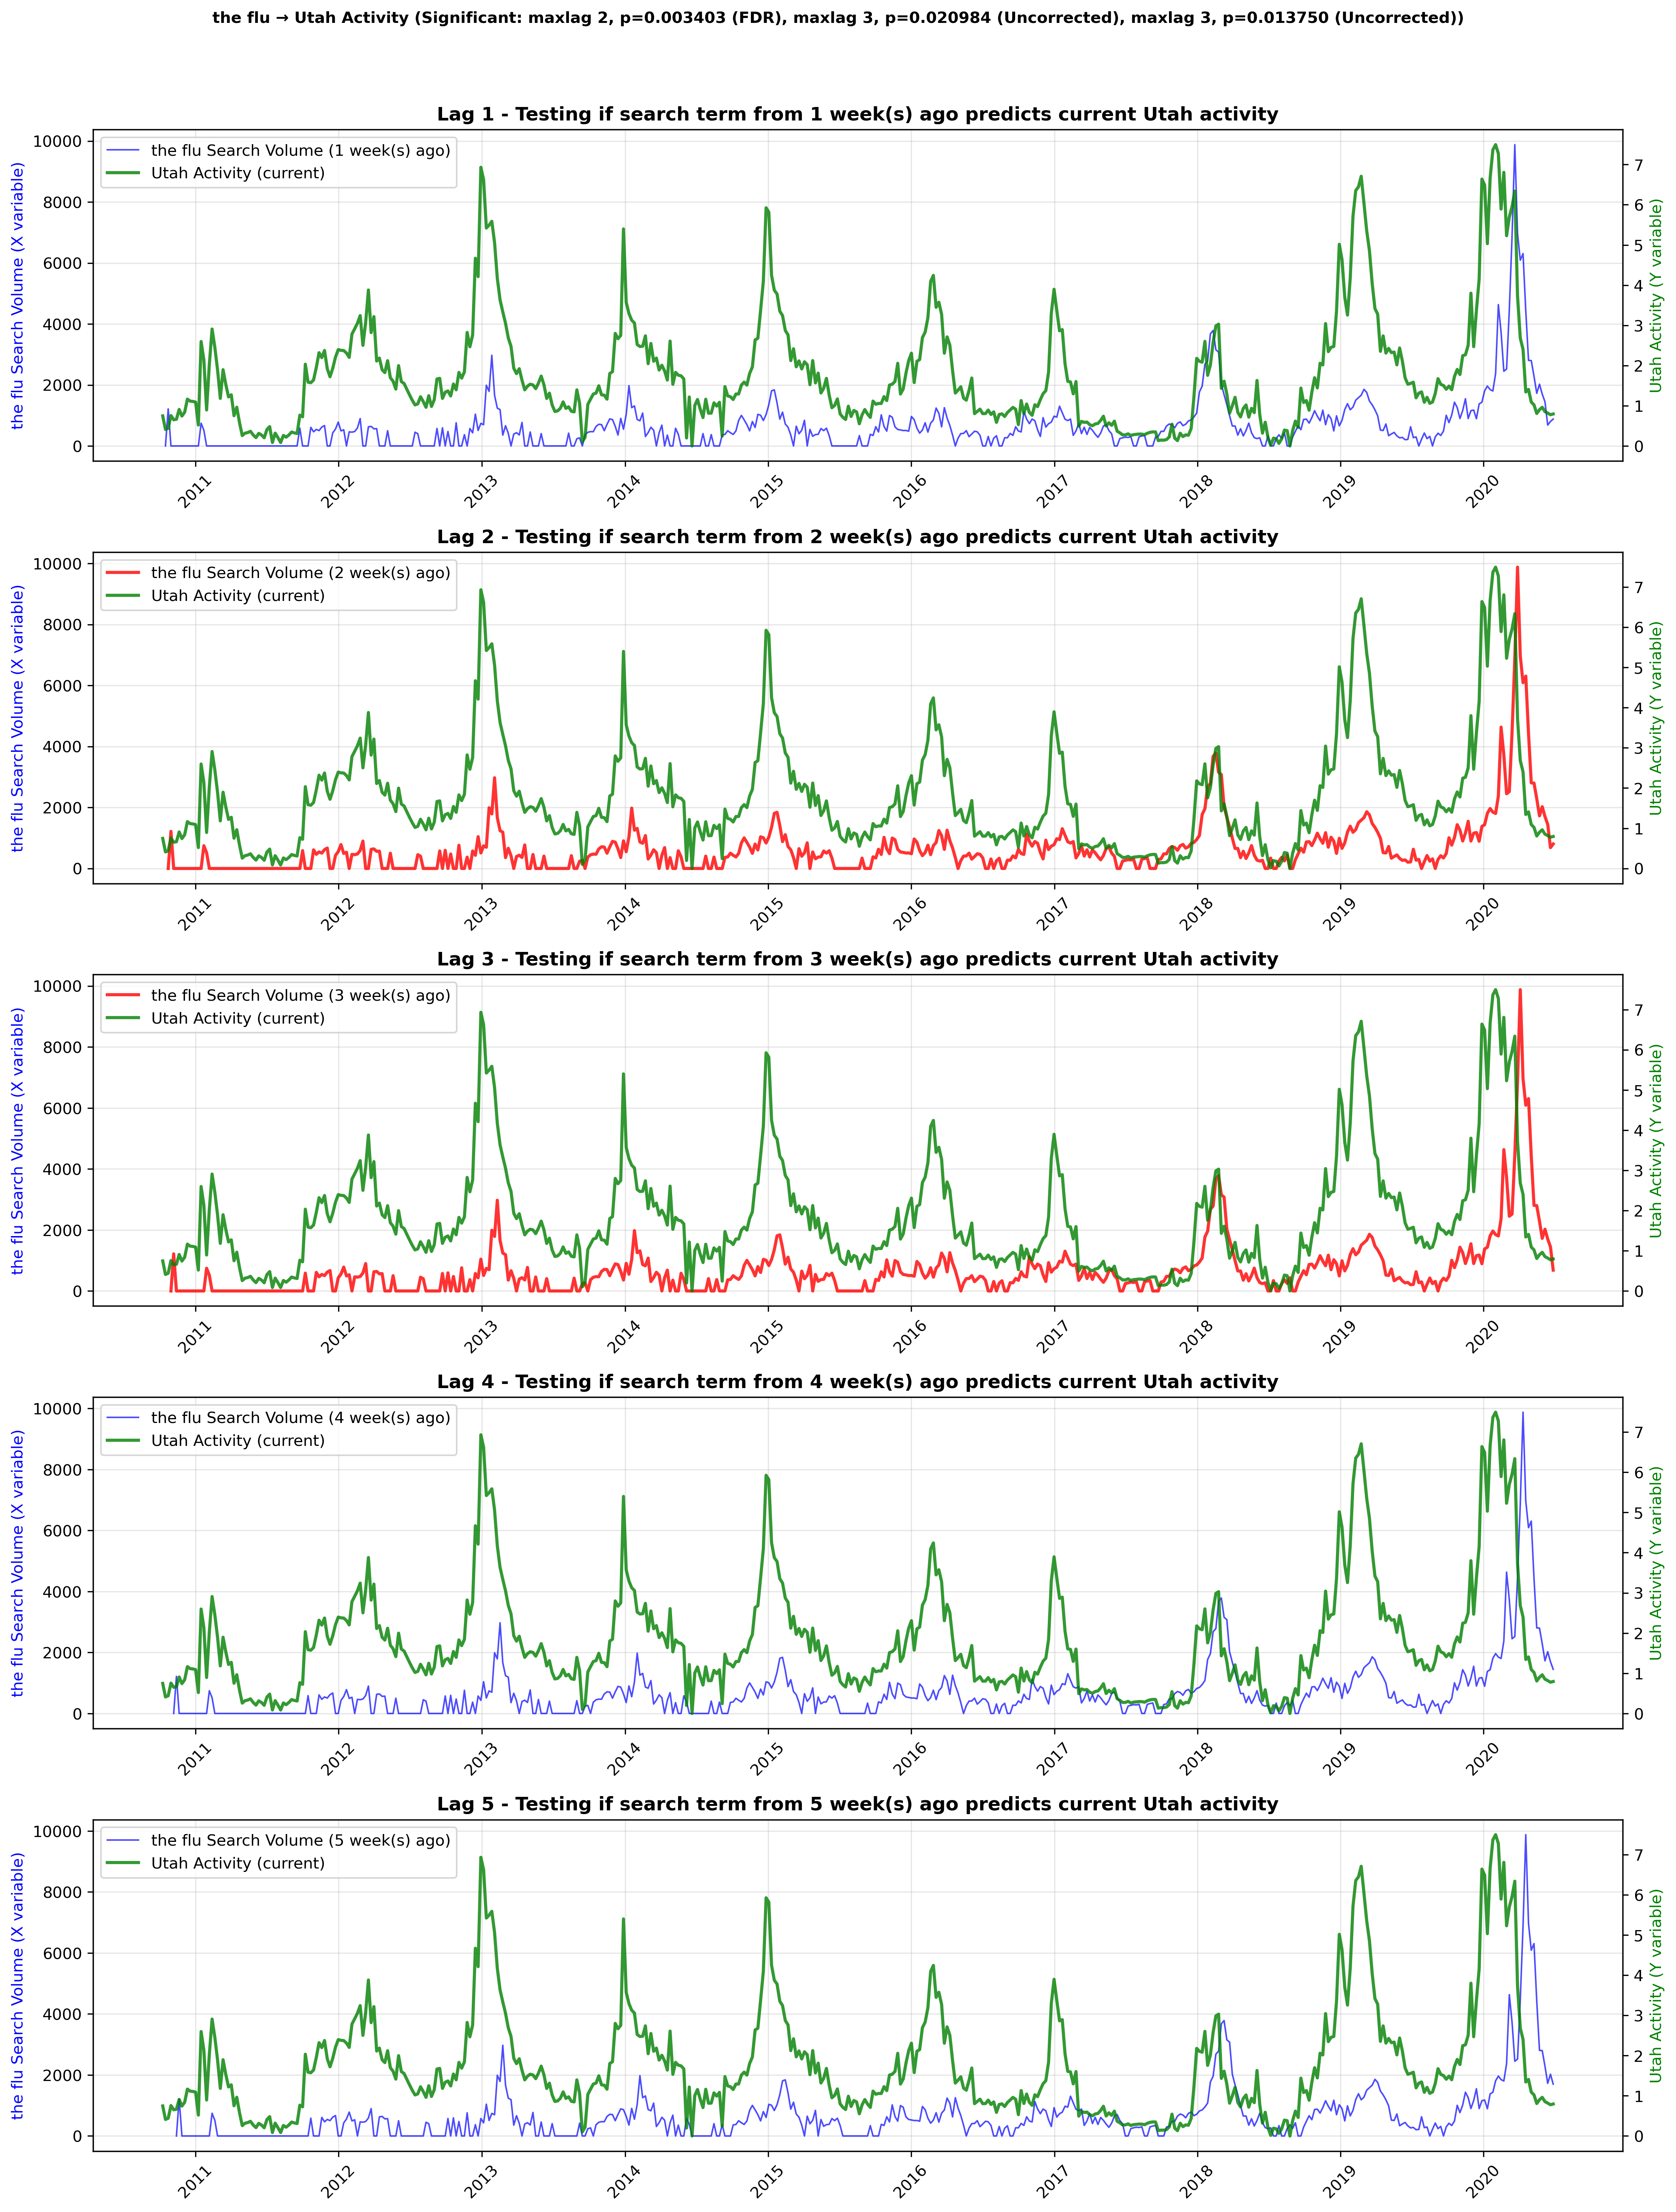 the flu → Utah Activity (Significant: maxlag 2, p=0.003403 (FDR), maxlag 3, p=0.020984 (Uncorrected), maxlag 3, p=0.013750 (Uncorrected))
Lag 1 - Testing if search term from 1 week(s) ago predicts current Utah activity
the flu Search Volume (1 week(s) ago)
Utah Activity (current)
the flu Search Volume (X variable)
10000
8000
6000
4000
2000
0
Utah Activity (Y variable)
7
6
5
4
3
2
1
0
2011 2012 2013 2014 2015 2016 2017 2018 2019 2020
Lag 2 - Testing if search term from 2 week(s) ago predicts current Utah activity
the flu Search Volume (2 week(s) ago)
Utah Activity (current)
the flu Search Volume (X variable)
10000
8000
6000
4000
2000
0
Utah Activity (Y variable)
7
6
5
4
3
2
1
0
2011 2012 2013 2014 2015 2016 2017 2018 2019 2020
Lag 3 - Testing if search term from 3 week(s) ago predicts current Utah activity
the flu Search Volume (3 week(s) ago)
Utah Activity (current)
the flu Search Volume (X variable)
10000
8000
6000
4000
2000
0
Utah Activity (Y variable)
7
6
5
4
3
2
1
0
2011 2012 2013 2014 2015 2016 2017 2018 2019 2020
Lag 4 - Testing if search term from 4 week(s) ago predicts current Utah activity
the flu Search Volume (4 week(s) ago)
Utah Activity (current)
the flu Search Volume (X variable)
10000
8000
6000
4000
2000
0
Utah Activity (Y variable)
7
6
5
4
3
2
1
0
2011 2012 2013 2014 2015 2016 2017 2018 2019 2020
Lag 5 - Testing if search term from 5 week(s) ago predicts current Utah activity
the flu Search Volume (5 week(s) ago)
Utah Activity (current)
the flu Search Volume (X variable)
10000
8000
6000
4000
2000
0
Utah Activity (Y variable)
7
6
5
4
3
2
1
0
2011 2012 2013 2014 2015 2016 2017 2018 2019 2020